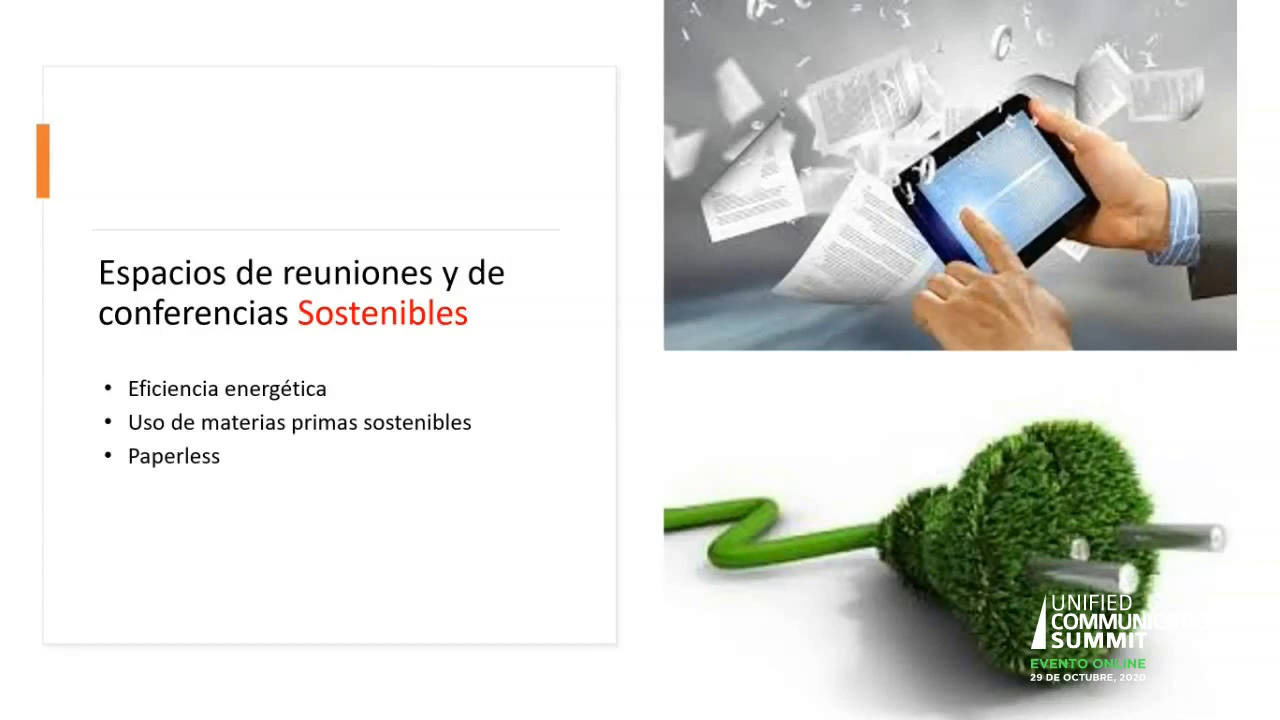 Espacios de reuniones y de
conferencias Sostenibles
• Eficiencia energética
• Uso de materias primas sostenibles
• Paperless
UNIFIED
SUMMIT
EVENTO ONLINE
29 DE OCTUBRE, 2020